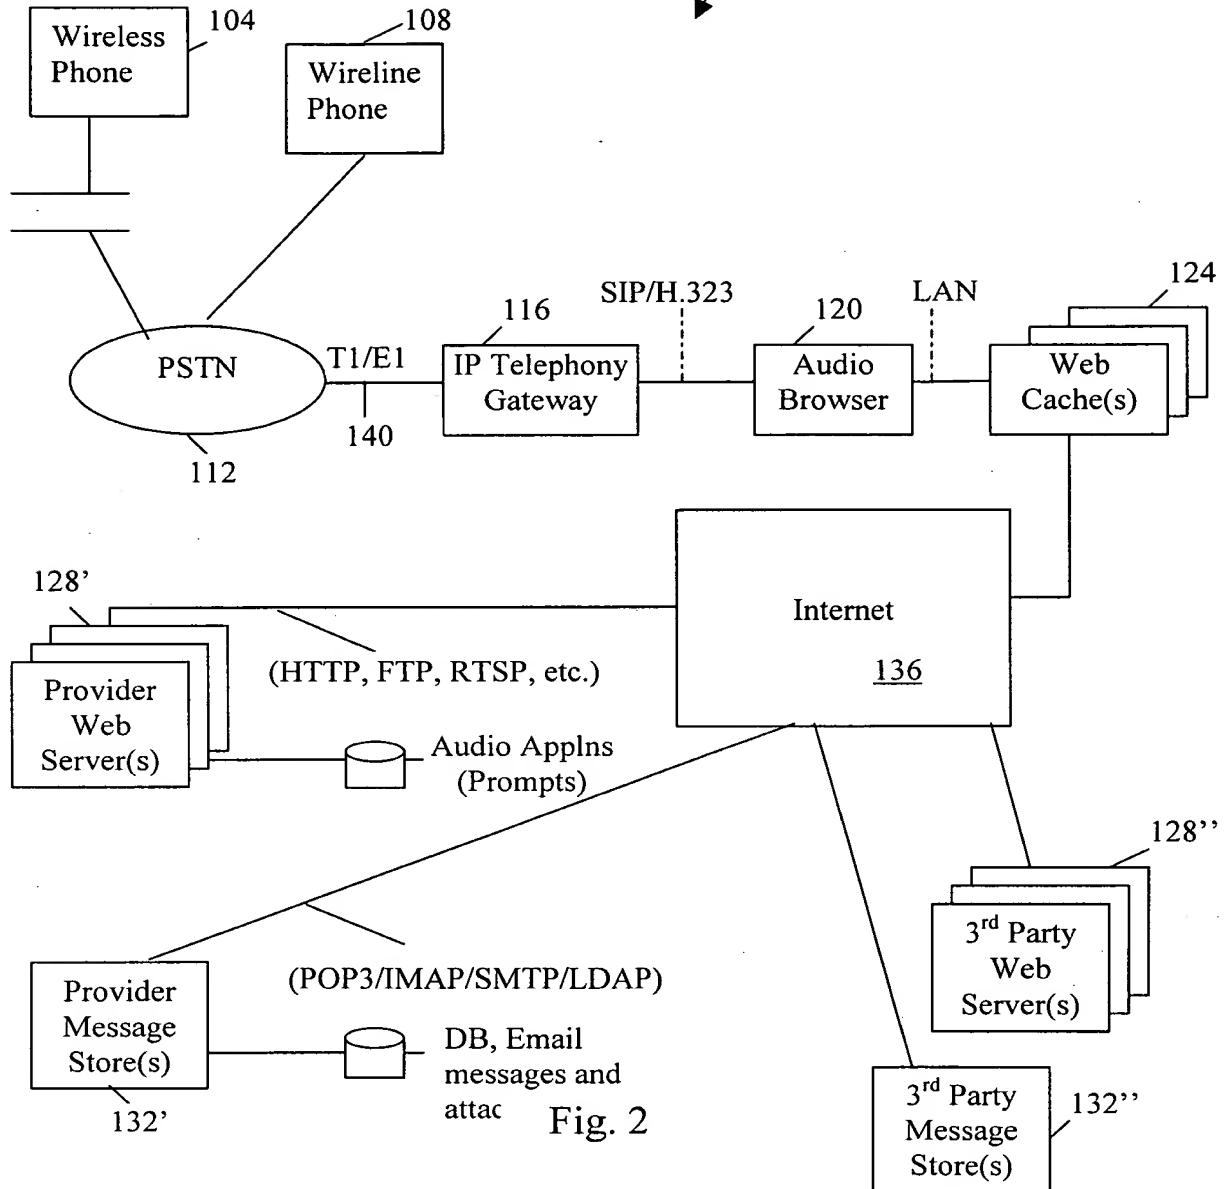 104
Wireless
Phone
108
Wireline
Phone
124
SIP/H.323
LAN
116
120
PSTN
T1/E1
IP Telephony
Gateway
Audio
Browser
Web
Cache(s)
140
112
128’
Internet
136
(HTTP, FTP, RTSP, etc.)
Provider
Web
Server(s)
Audio Applns
(Prompts)
128’’
3rd Party
Web
Server(s)
(POP3/IMAP/SMTP/LDAP)
Provider
Message
Store(s)
DB, Email
messages and
attac
132’
3rd Party
Message
Store(s)
132’’
Fig. 2